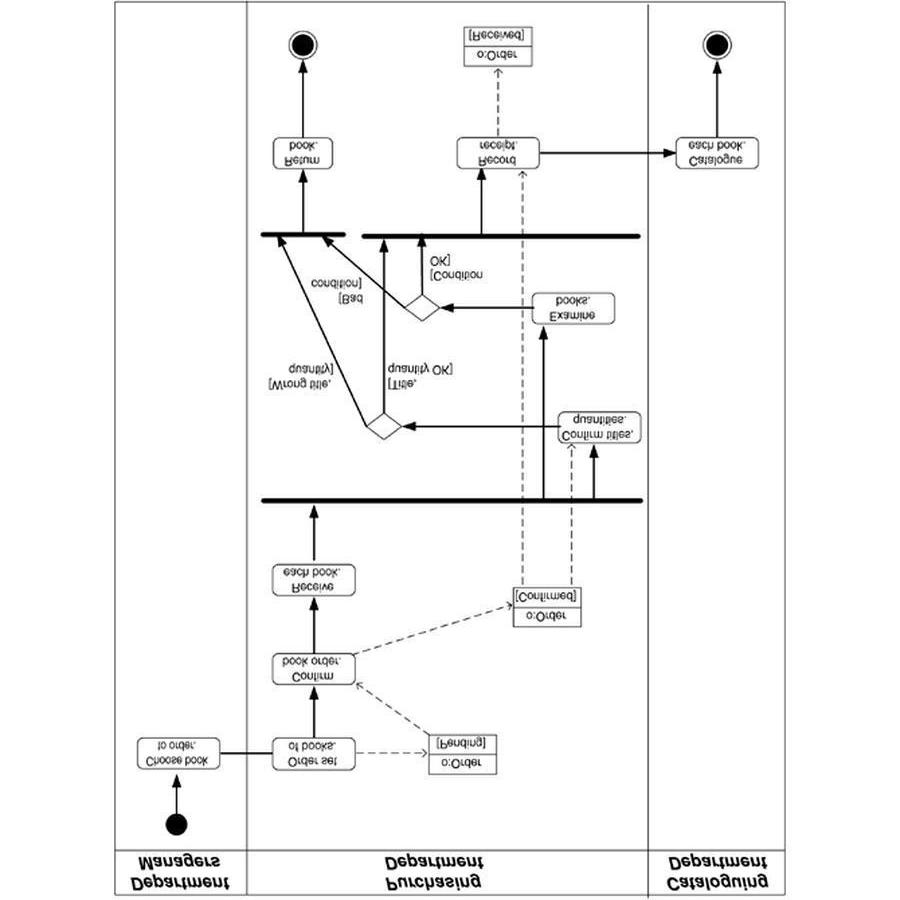 Department
Managers
Purchasing
Department
Cataloguing
Department
Choose book
to order.
Order set
of books.
o:Order
[Pending]
Confirm
book order.
o:Order
[Confirmed]
Receive
each book.
Confirm titles,
quantities.
[Wrong title,
quantity]
[Title,
quantity OK]
Examine
books.
[Bad
condition]
[Condition
OK]
Return
book.
Record
receipt.
Catalogue
each book.
o:Order
[Received]